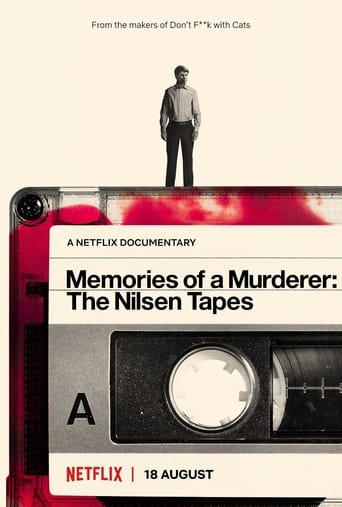 From the makers of Don't F**k with Cats
A NETFLIX DOCUMENTARY
Memories of a Murderer:
The Nilsen Tapes
A
NETFLIX | 18 AUGUST